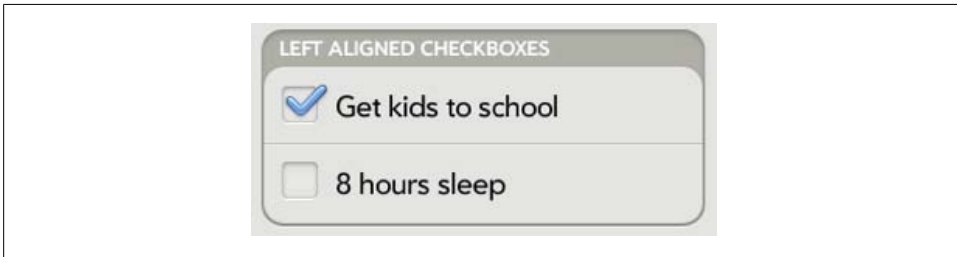 LEFT ALIGNED CHECKBOXES
Get kids to school
8 hours sleep